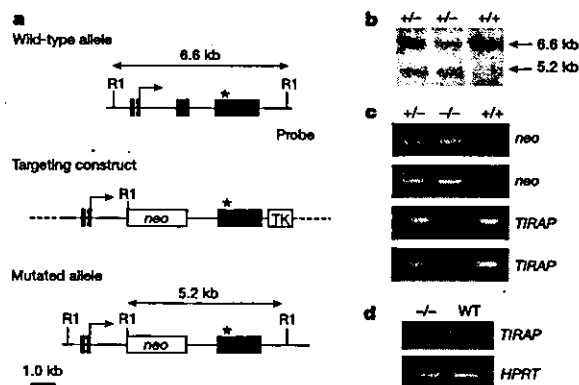 a
Wild-type allele
6.6 kb
R1
R1
*
Probe
Targeting construct
R1
*
neo
TK
Mutated allele
5.2 kb
R1
R1
R1
*
neo
1.0 kb
b
+/− +/− +/+
6.6 kb
5.2 kb
c
+/− −/− +/+
neo
neo
TIRAP
TIRAP
d
−/− WT
TIRAP
HPRT